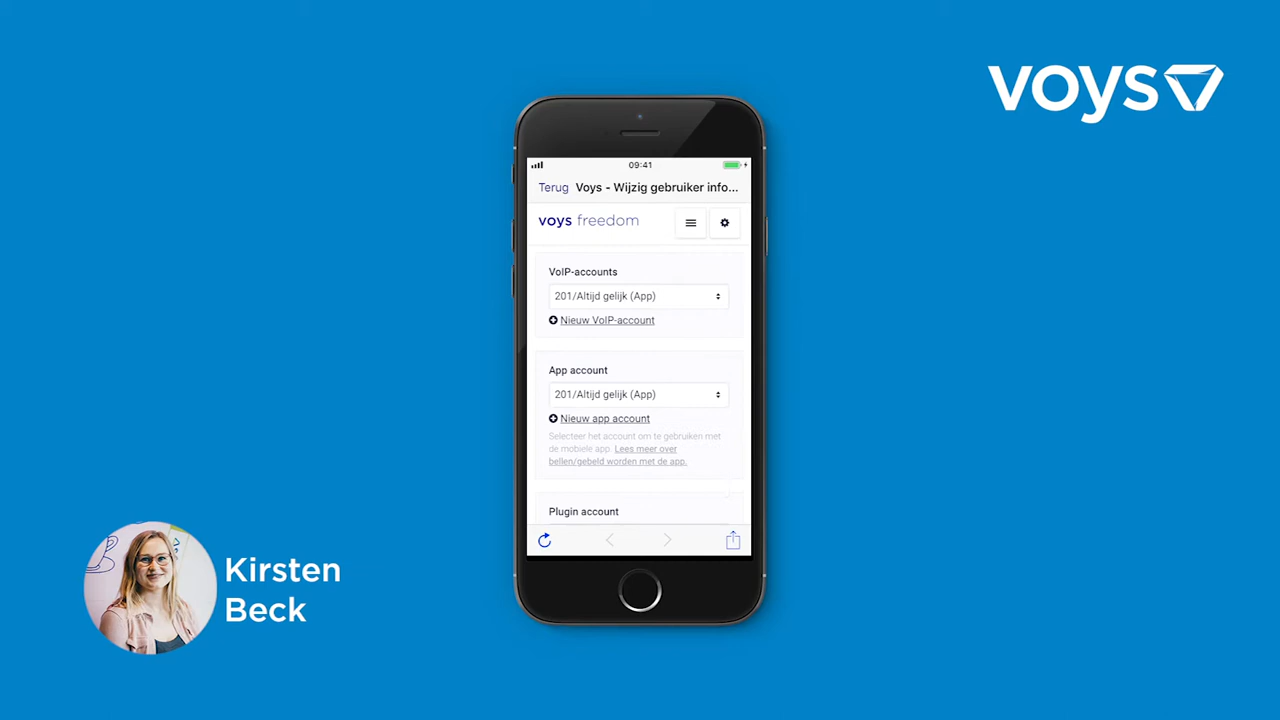 voys
09:41
Terug Voys - Wijzig gebruiker info...
voys freedom
VoIP-accounts
201/Altijd gelijk (App)
Nieuw VoIP-account
App account
201/Altijd gelijk (App)
Nieuw app account
Selecteer het account om te gebruiken met
de mobiele app. Lees meer over
bellen/gebeld worden met de app.
Plugin account
Kirsten
Beck